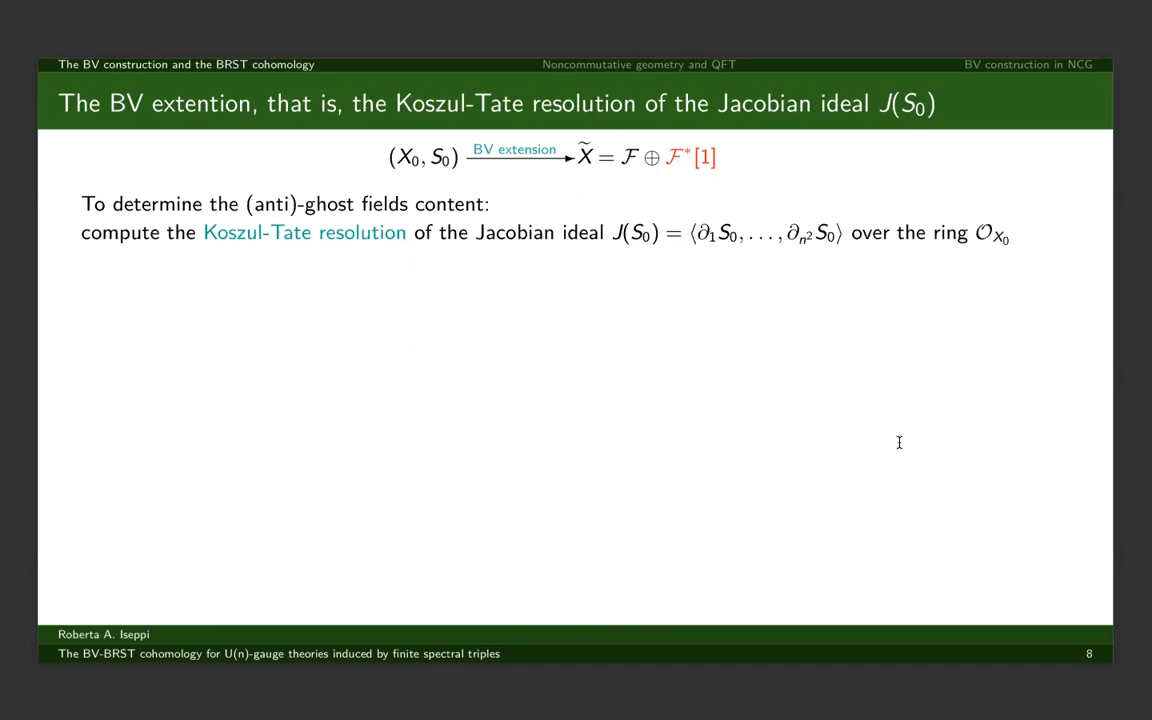 The BV construction and the BRST cohomology Noncommutative geometry and QFT BV construction in NCG
The BV extention, that is, the Koszul-Tate resolution of the Jacobian ideal J(S₀)
(X₀, S₀) BV extension X̃ = ℱ ⊕ ℱ*[1]
To determine the (anti)-ghost fields content:
compute the Koszul-Tate resolution of the Jacobian ideal J(S₀) = ⟨∂₁S₀, . . . , ∂ₙ²S₀⟩ over the ring 𝒪_X₀
Roberta A. Iseppi
The BV-BRST cohomology for U(n)-gauge theories induced by finite spectral triples 8